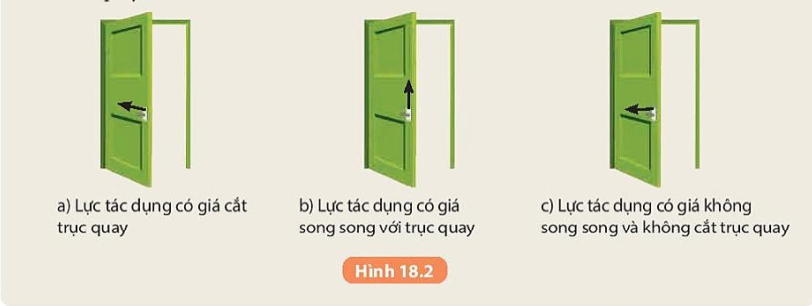 a) Lực tác dụng có giá cắt
trục quay
b) Lực tác dụng có giá
song song với trục quay
c) Lực tác dụng có giá không
song song và không cắt trục quay
Hình 18.2